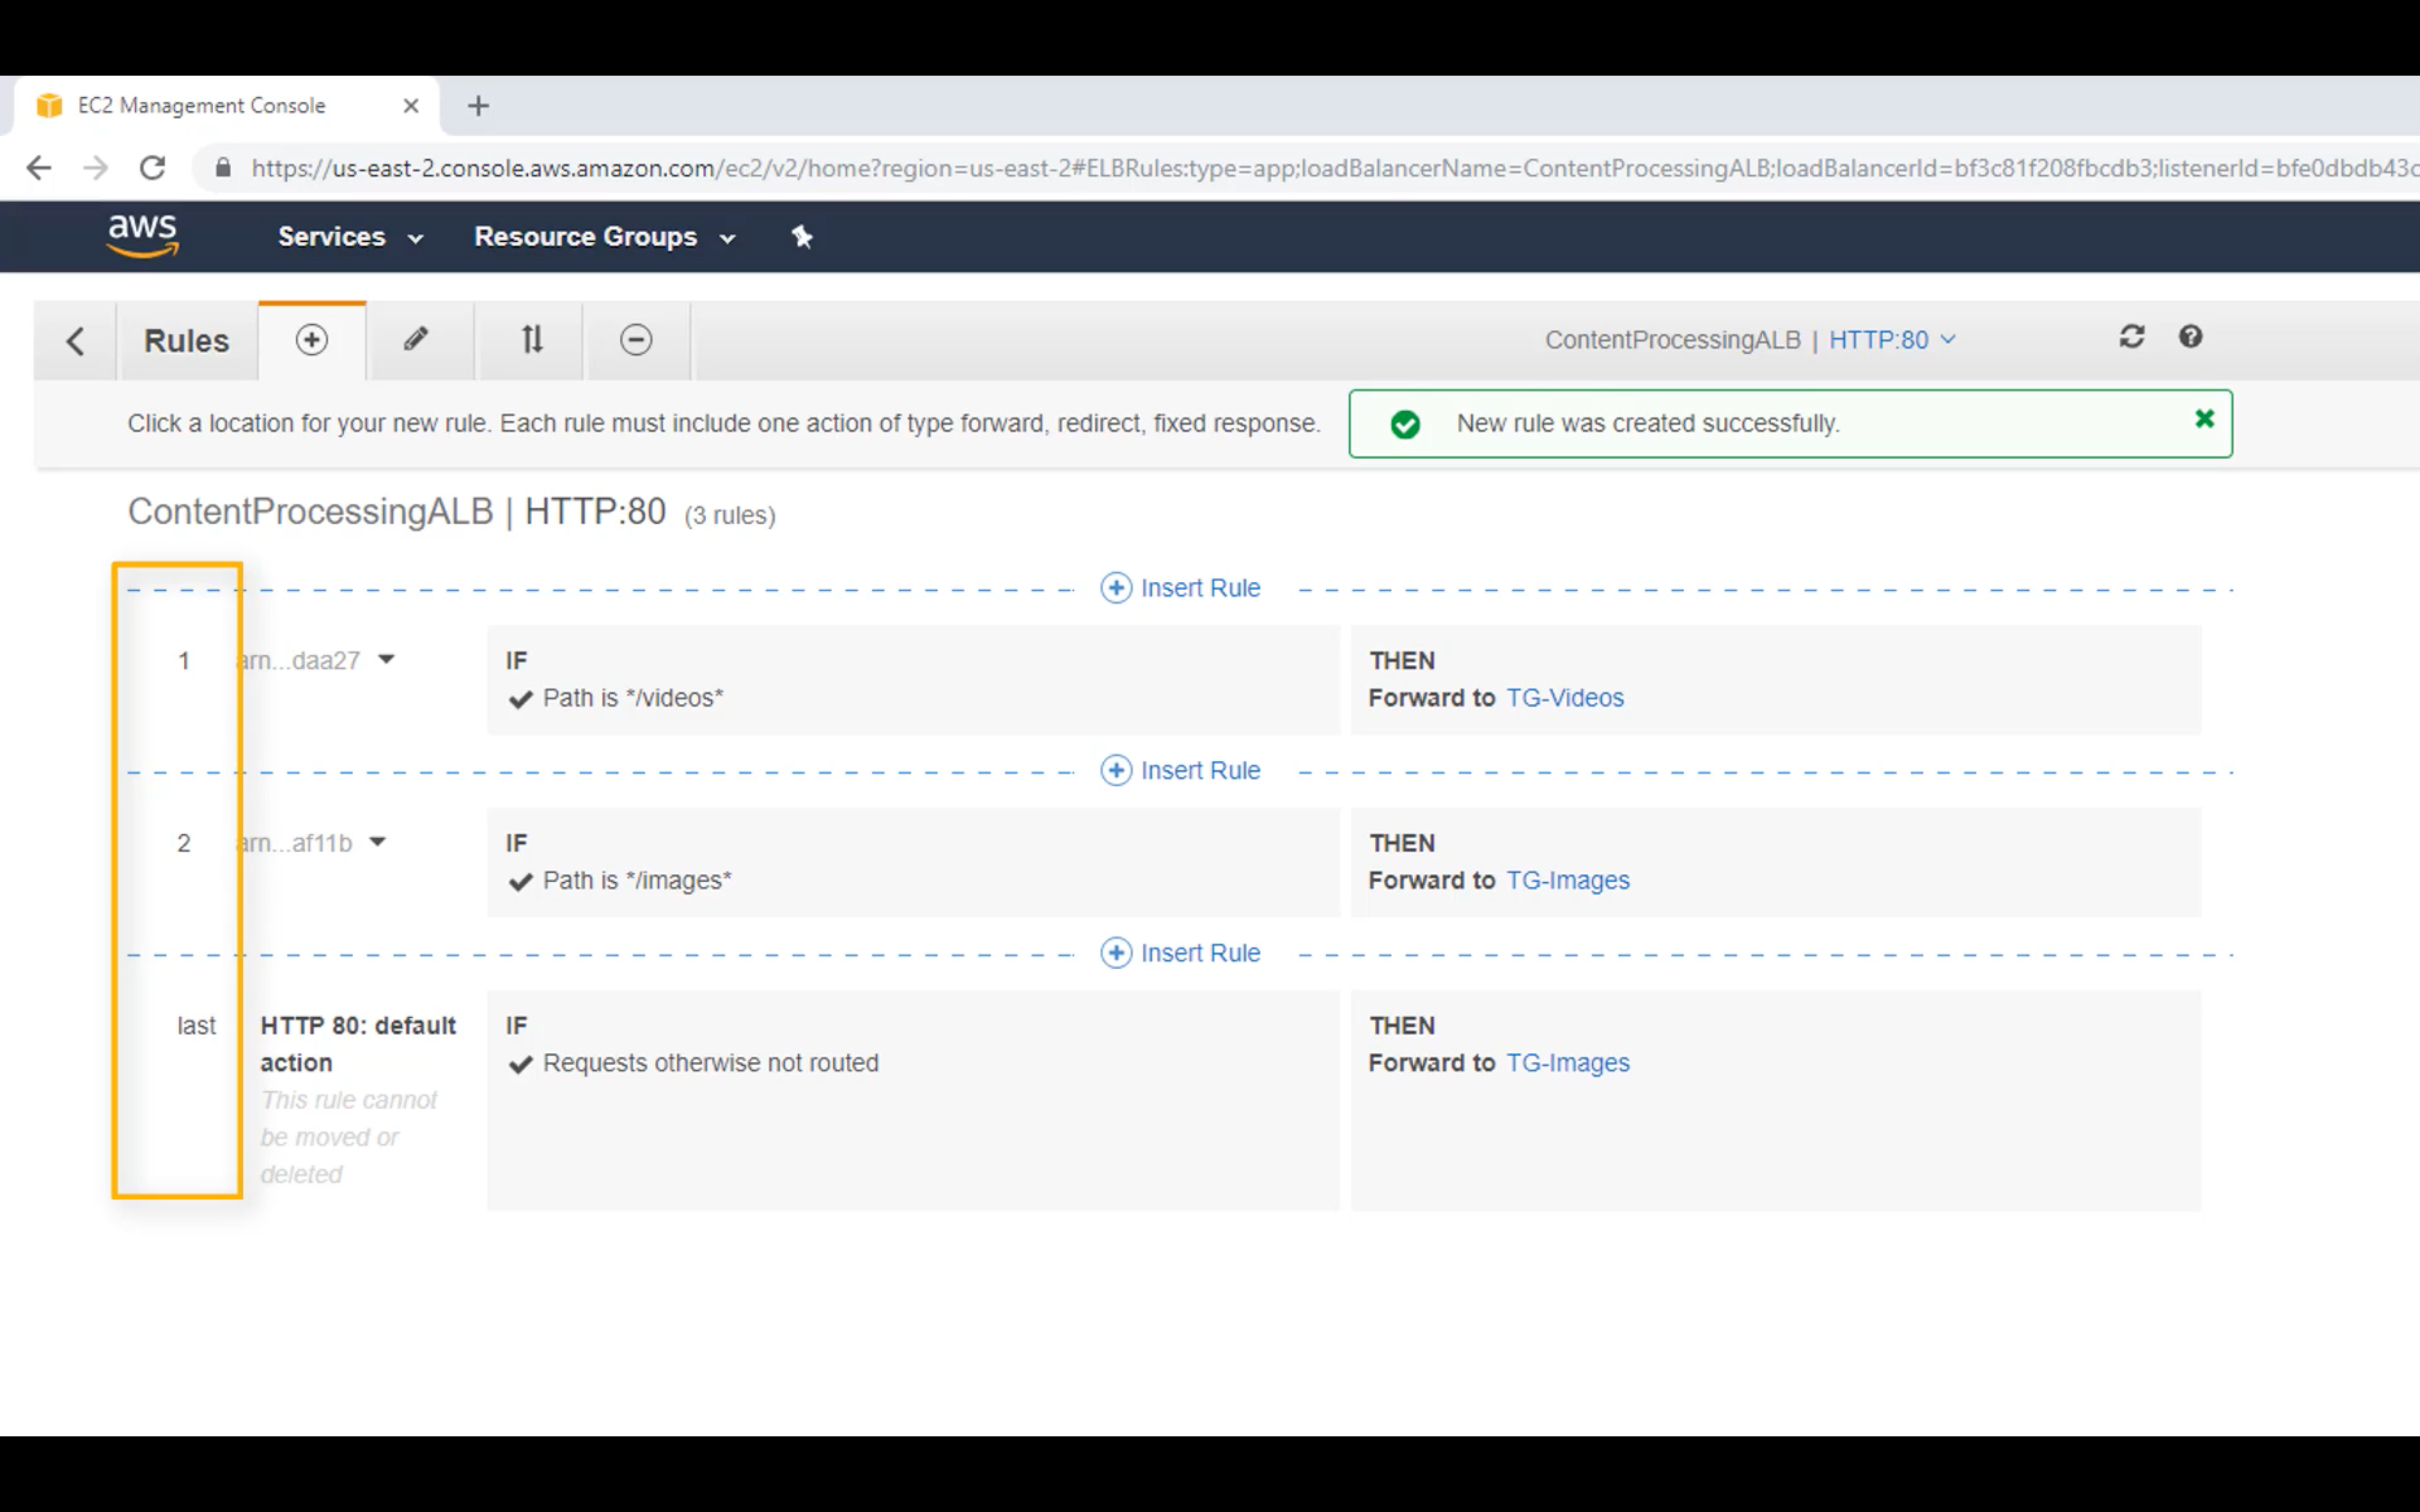 EC2 Management Console
https://us-east-2.console.aws.amazon.com/ec2/v2/home?region=us-east-2#ELBRules:type=app;loadBalancerName=ContentProcessingALB;loadBalancerId=bf3c81f208fbcdb3;listenerId=bfe0dbdb43c
aws Services Resource Groups
Rules ContentProcessingALB | HTTP:80
Click a location for your new rule. Each rule must include one action of type forward, redirect, fixed response. New rule was created successfully.
ContentProcessingALB | HTTP:80 (3 rules)
Insert Rule
1 arn...daa27 IF THEN
Path is */videos* Forward to TG-Videos
Insert Rule
2 arn...af11b IF THEN
Path is */images* Forward to TG-Images
Insert Rule
last HTTP 80: default IF THEN
action Requests otherwise not routed Forward to TG-Images
This rule cannot
be moved or
deleted